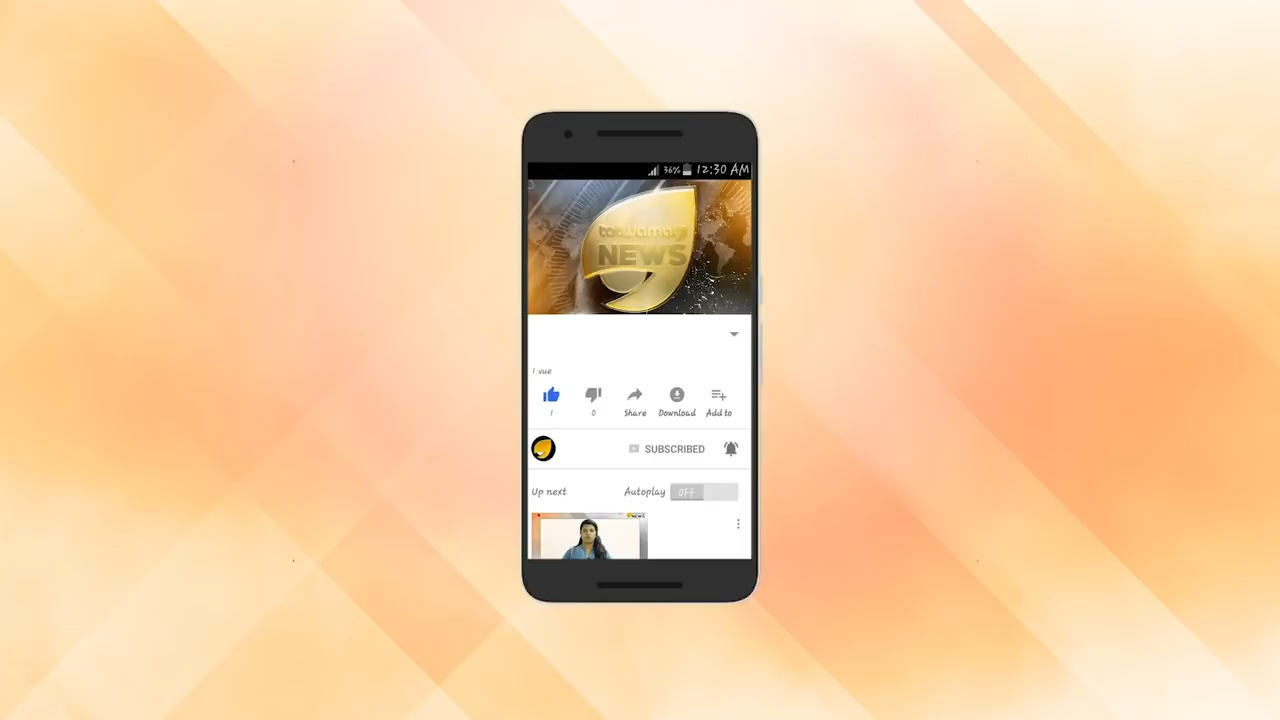 36% 12:30 AM
tatwamayi
NEWS
1 vue
1 0 Share Download Add to
SUBSCRIBED
Up next Autoplay OFF
NEWS